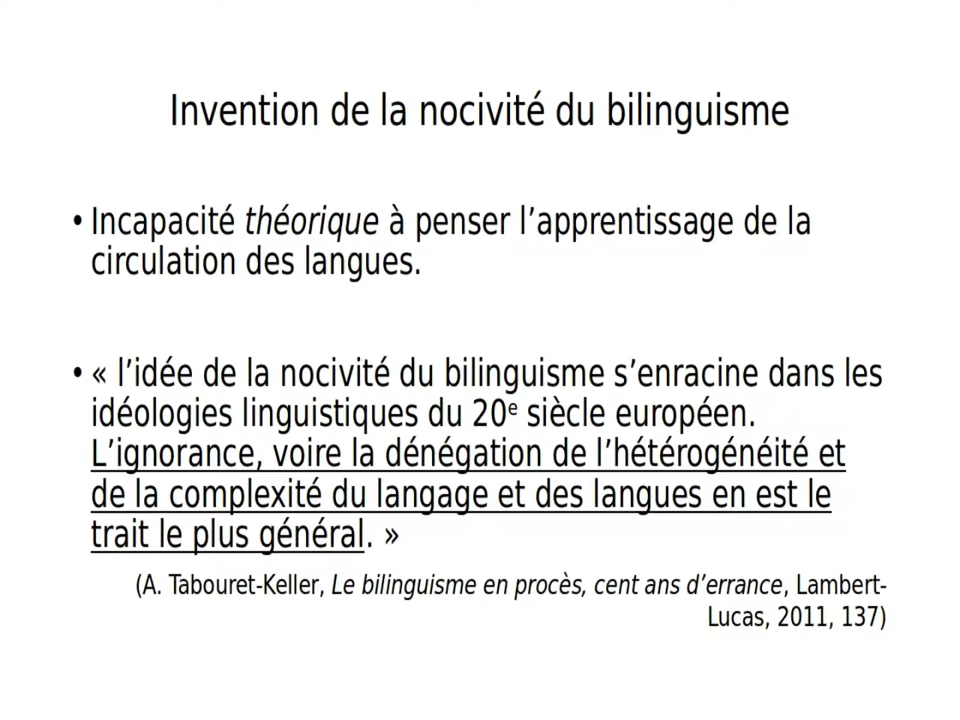 Invention de la nocivité du bilinguisme
• Incapacité théorique à penser l’apprentissage de la
circulation des langues.
• « l’idée de la nocivité du bilinguisme s’enracine dans les
idéologies linguistiques du 20e siècle européen.
L’ignorance, voire la dénégation de l’hétérogénéité et
de la complexité du langage et des langues en est le
trait le plus général. »
(A. Tabouret-Keller, Le bilinguisme en procès, cent ans d’errance, Lambert-
Lucas, 2011, 137)